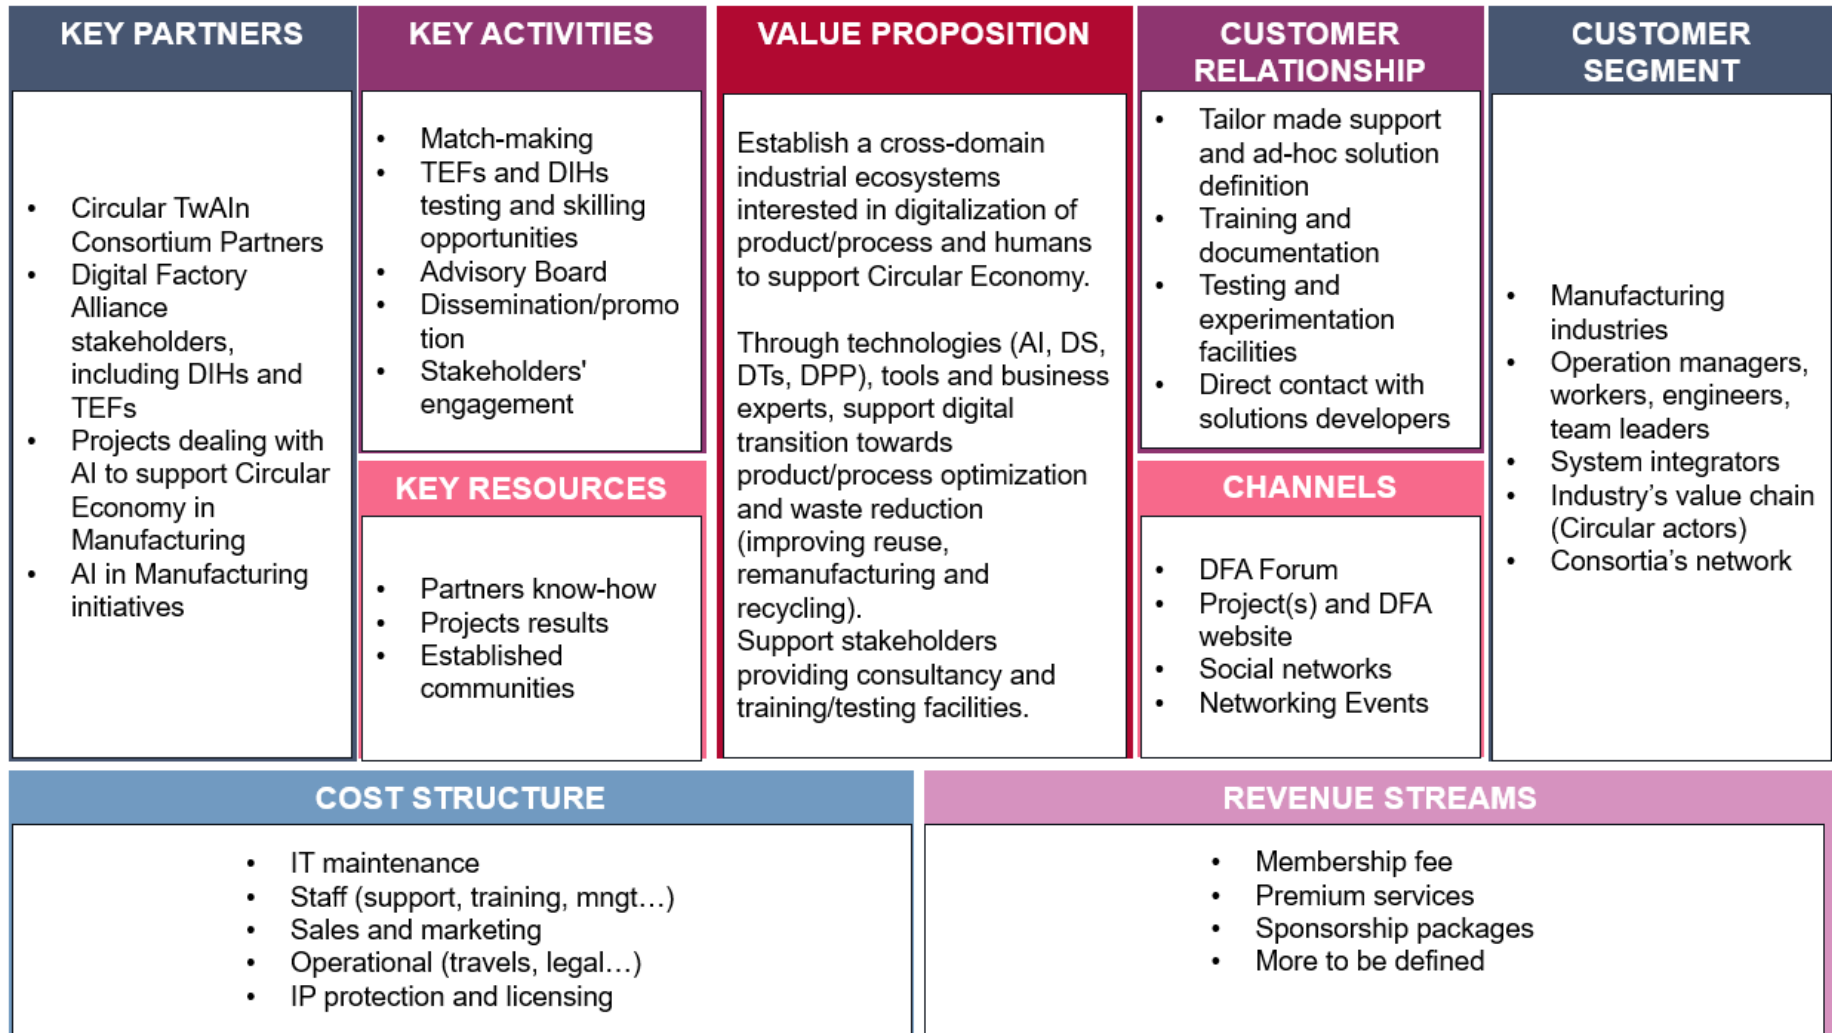 KEY PARTNERS
• Circular TwAIn
Consortium Partners
• Digital Factory
Alliance
stakeholders,
including DIHs and
TEFs
• Projects dealing with
AI to support Circular
Economy in
Manufacturing
• AI in Manufacturing
initiatives
KEY ACTIVITIES
• Match-making
• TEFs and DIHs
testing and skilling
opportunities
• Advisory Board
• Dissemination/promo
tion
• Stakeholders'
engagement
KEY RESOURCES
• Partners know-how
• Projects results
• Established
communities
VALUE PROPOSITION
Establish a cross-domain
industrial ecosystems
interested in digitalization of
product/process and humans
to support Circular Economy.
Through technologies (AI, DS,
DTs, DPP), tools and business
experts, support digital
transition towards
product/process optimization
and waste reduction
(improving reuse,
remanufacturing and
recycling).
Support stakeholders
providing consultancy and
training/testing facilities.
CUSTOMER
RELATIONSHIP
• Tailor made support
and ad-hoc solution
definition
• Training and
documentation
• Testing and
experimentation
facilities
• Direct contact with
solutions developers
CHANNELS
• DFA Forum
• Project(s) and DFA
website
• Social networks
• Networking Events
CUSTOMER
SEGMENT
• Manufacturing
industries
• Operation managers,
workers, engineers,
team leaders
• System integrators
• Industry’s value chain
(Circular actors)
• Consortia’s network
COST STRUCTURE
• IT maintenance
• Staff (support, training, mngt…)
• Sales and marketing
• Operational (travels, legal…)
• IP protection and licensing
REVENUE STREAMS
• Membership fee
• Premium services
• Sponsorship packages
• More to be defined